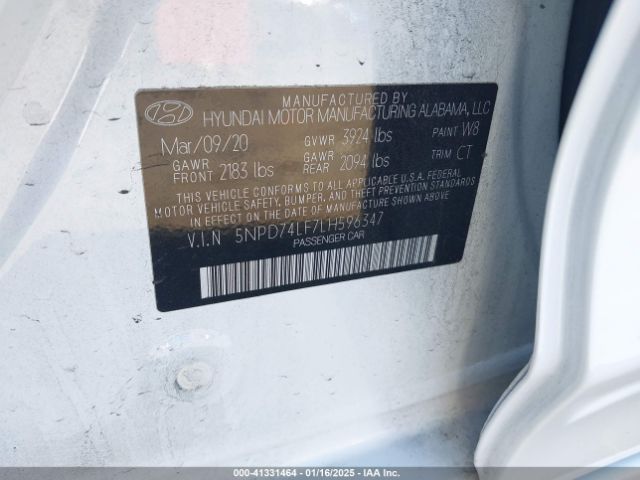 MANUFACTURED BY
HYUNDAI MOTOR MANUFACTURING ALABAMA, LLC
Mar/09/20 GVWR 3924 lbs PAINT W8
GAWR FRONT 2183 lbs GAWR REAR 2094 lbs TRIM CT
THIS VEHICLE CONFORMS TO ALL APPLICABLE U.S.A. FEDERAL
MOTOR VEHICLE SAFETY, BUMPER, AND THEFT PREVENTION STANDARDS
IN EFFECT ON THE DATE OF MANUFACTURE SHOWN ABOVE.
V.I.N 5NPD74LF7LH596347
PASSENGER CAR
000-41331464 - 01/16/2025 - IAA Inc.